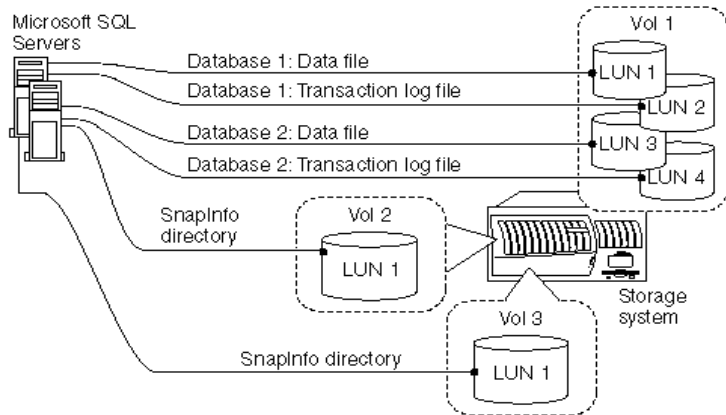 Microsoft SQL
Servers
Vol 1
Database 1: Data file
LUN 1
Database 1: Transaction log file
LUN 2
Database 2: Data file
LUN 3
Database 2: Transaction log file
LUN 4
SnapInfo
directory
Vol 2
LUN 1
Storage
system
Vol 3
SnapInfo directory
LUN 1